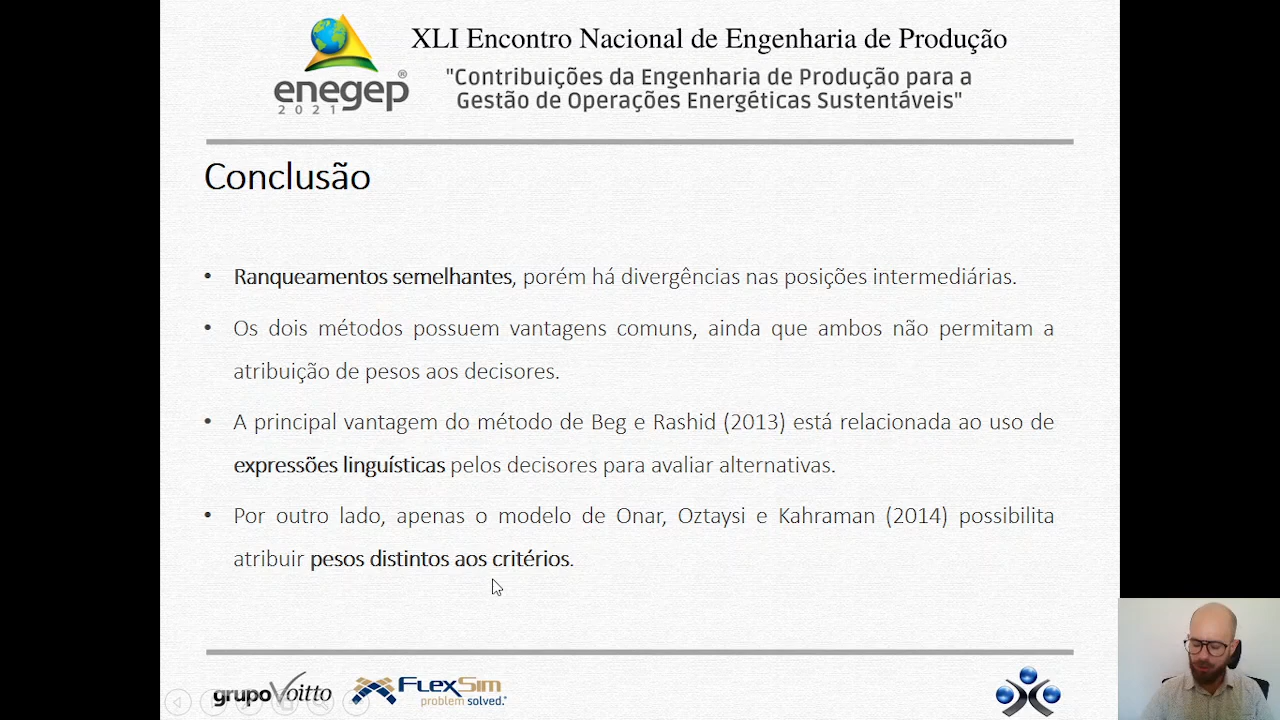 XLI Encontro Nacional de Engenharia de Produção
"Contribuições da Engenharia de Produção para a
Gestão de Operações Energéticas Sustentáveis"
enegep®
2021
Conclusão
• Ranqueamentos semelhantes, porém há divergências nas posições intermediárias.
• Os dois métodos possuem vantagens comuns, ainda que ambos não permitam a
atribuição de pesos aos decisores.
• A principal vantagem do método de Beg e Rashid (2013) está relacionada ao uso de
expressões linguísticas pelos decisores para avaliar alternativas.
• Por outro lado, apenas o modelo de Onar, Oztaysi e Kahraman (2014) possibilita
atribuir pesos distintos aos critérios.
grupoVoitto
FlexSim
problem solved.®